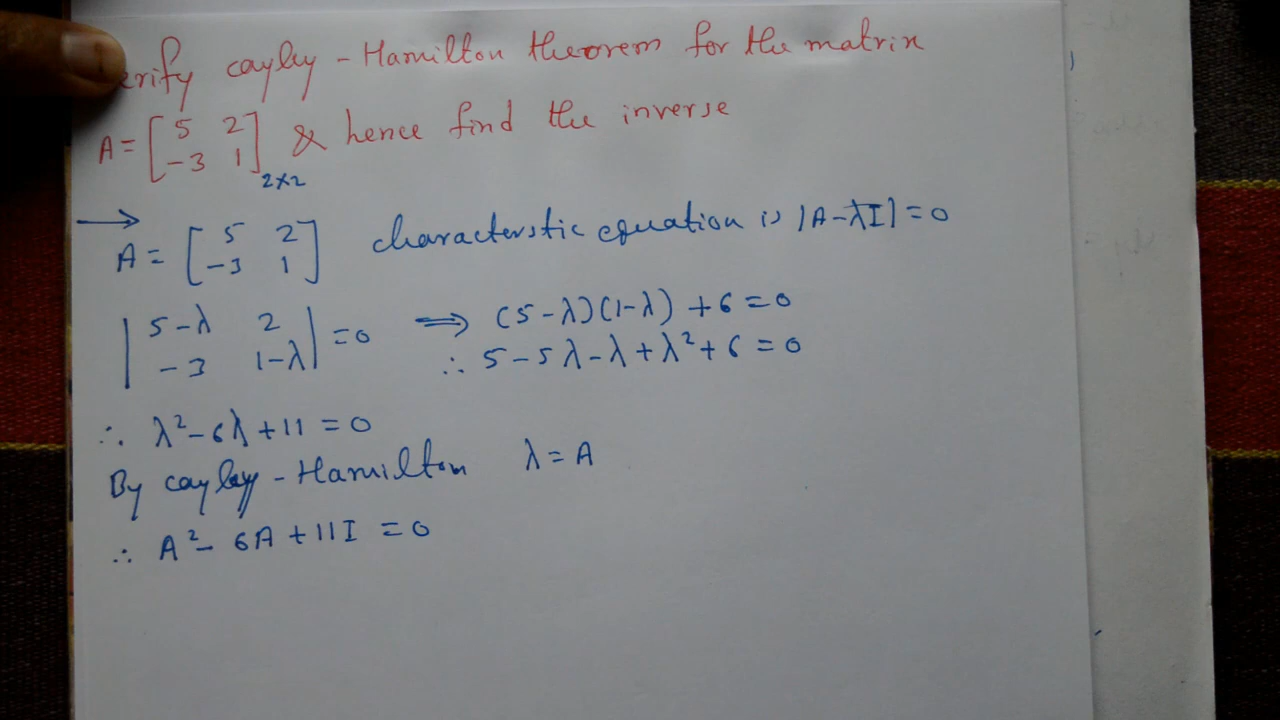 erify cayley - Hamilton theorem for the matrix
A = [ 5 2 ] & hence find the inverse
[ -3 1 ] 2×2
→ A = [ 5 2 ] characterstic equation is |A-λI| = 0
[ -3 1 ]
| 5-λ 2 | = 0 ⟹ (5-λ)(1-λ) + 6 = 0
| -3 1-λ | ∴ 5 - 5λ - λ + λ² + 6 = 0
∴ λ² - 6λ + 11 = 0
By cayley - Hamilton λ = A
∴ A² - 6A + 11I = 0